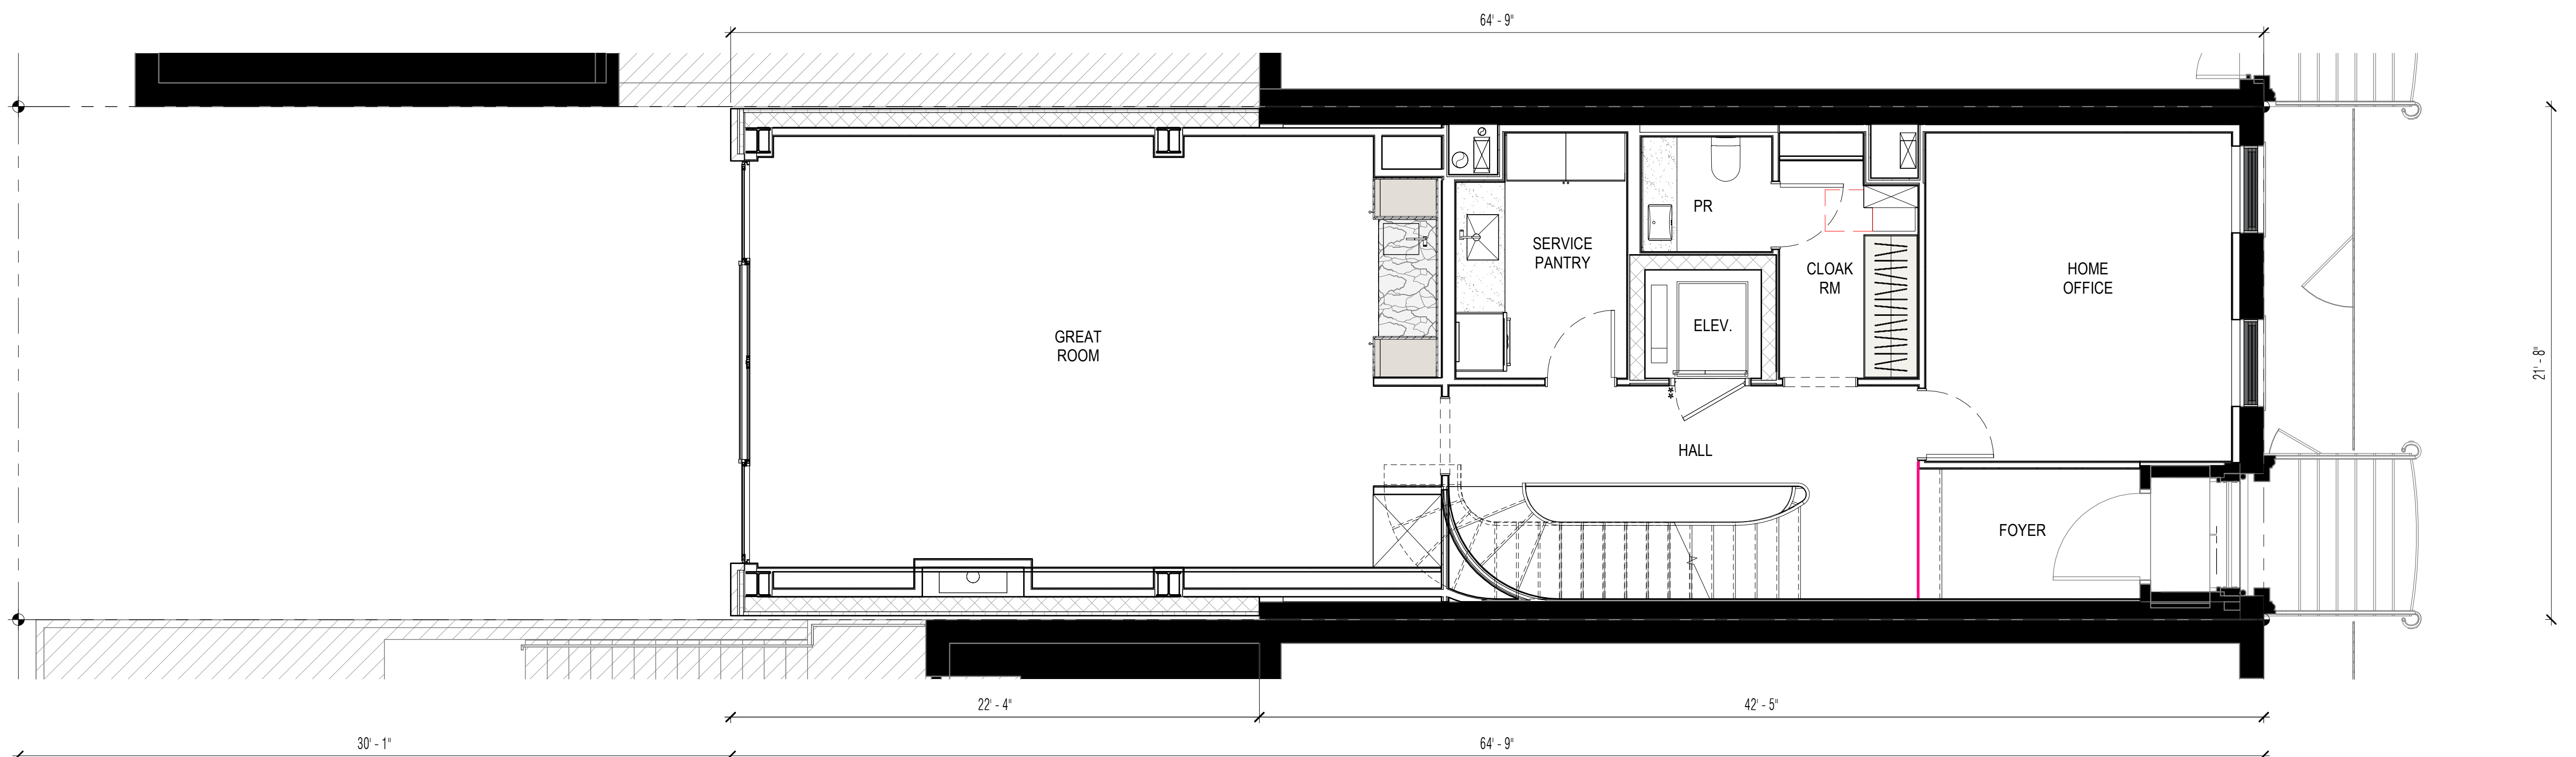 64' - 9"
PR
SERVICE
PANTRY
CLOAK
RM
HOME
OFFICE
ELEV.
GREAT
ROOM
21' - 8"
HALL
FOYER
22' - 4"
42' - 5"
30' - 1"
64' - 9"